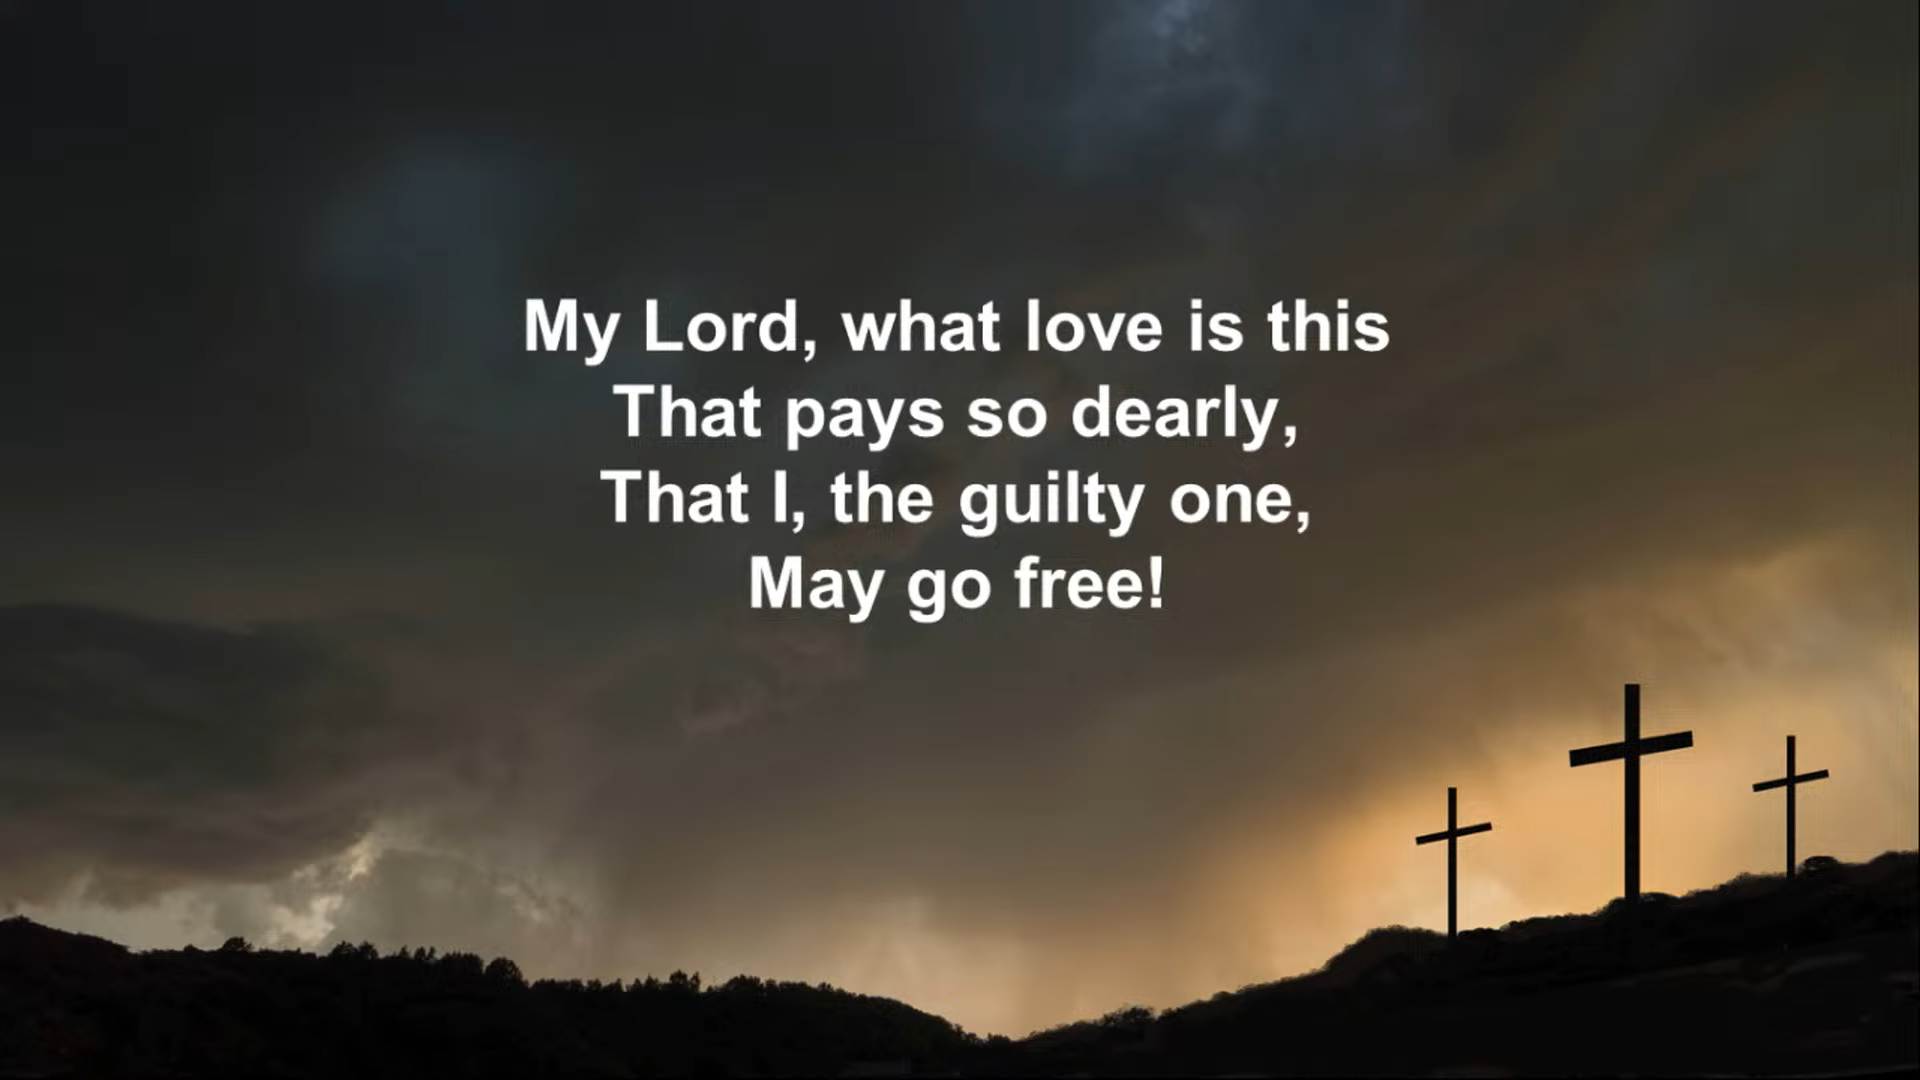 My Lord, what love is this
That pays so dearly,
That I, the guilty one,
May go free!